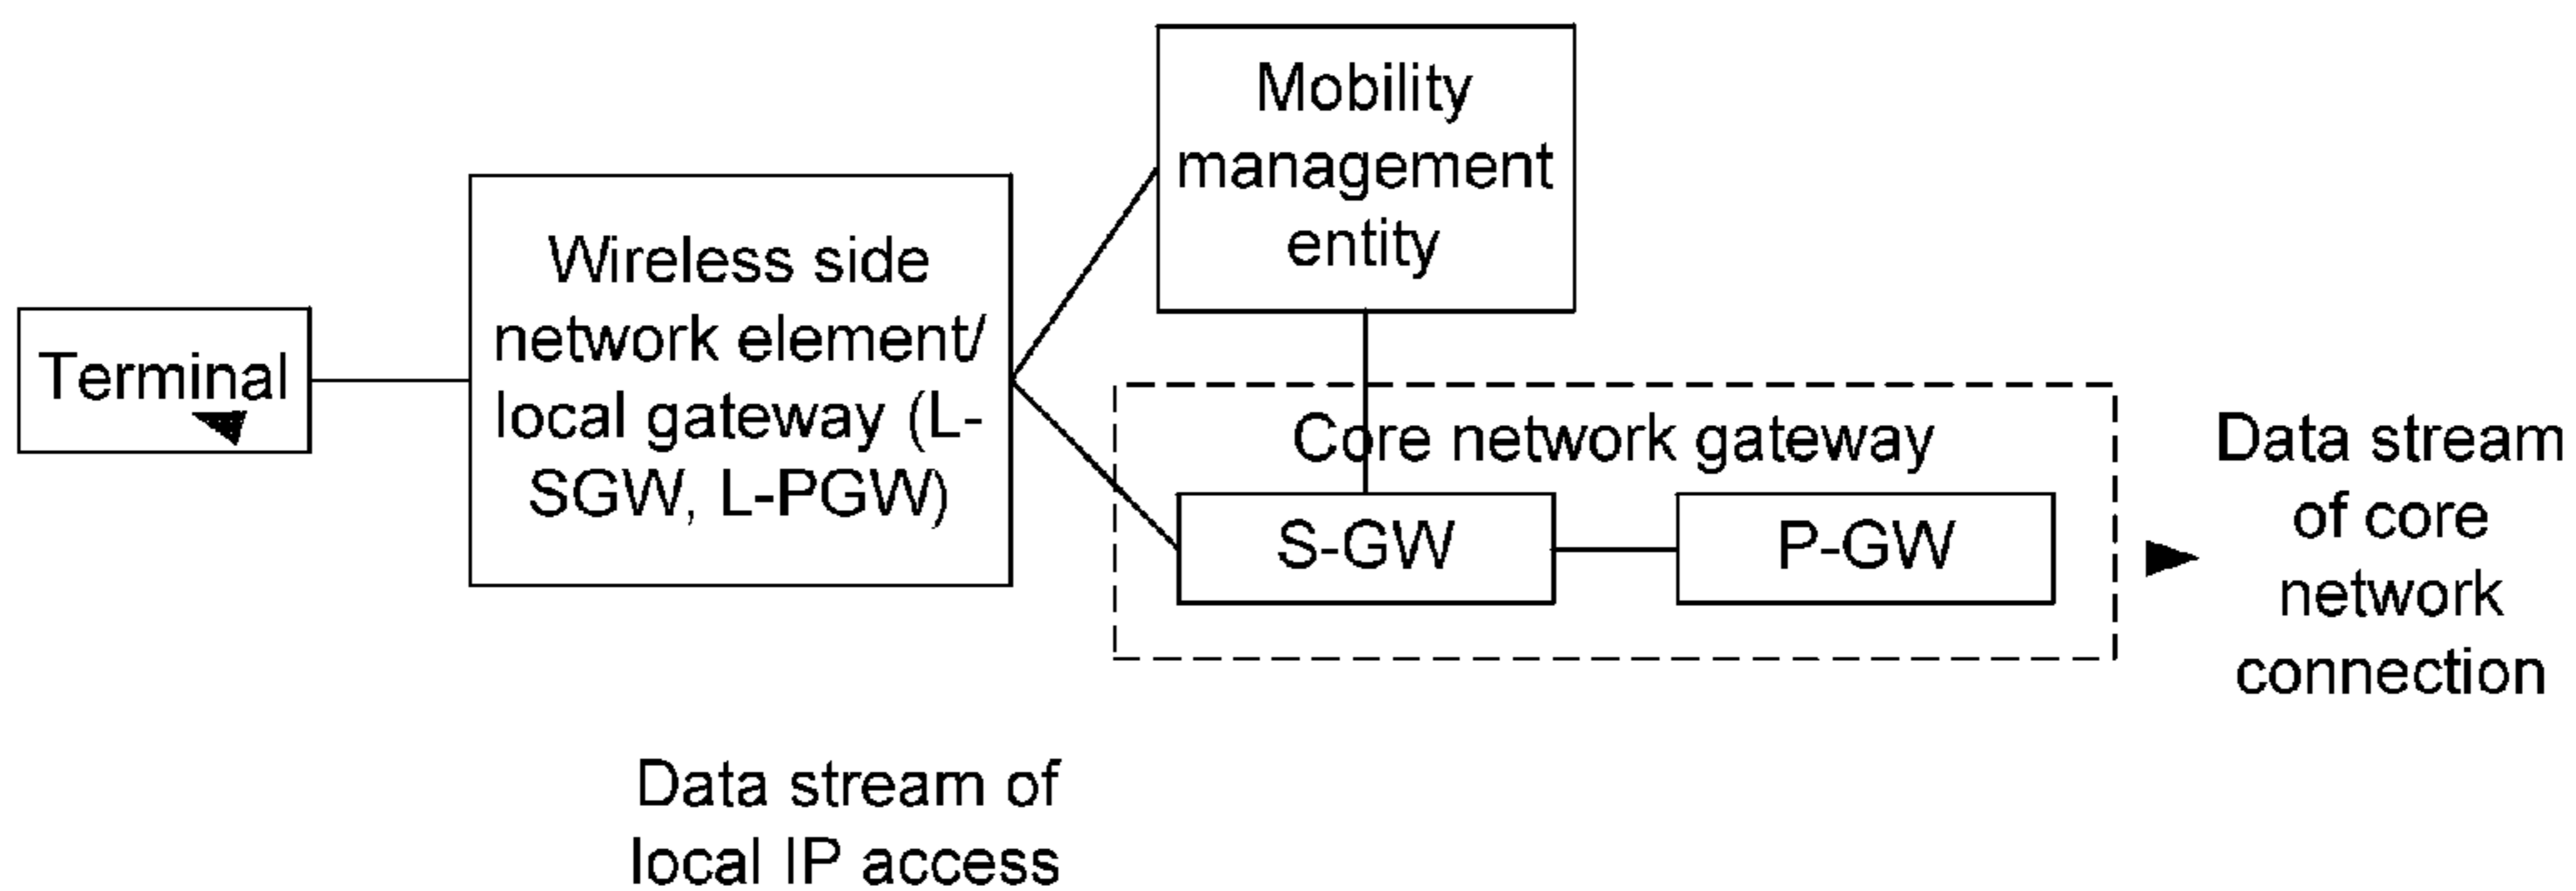 Mobility
management
entity
Wireless side
network element/
local gateway (L-
SGW, L-PGW)
Terminal
Core network gateway
S-GW
P-GW
Data stream
of core
network
connection
Data stream of
local IP access